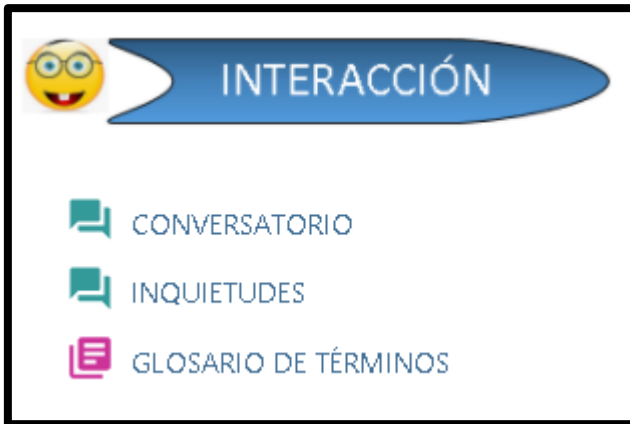 INTERACCIÓN
CONVERSATORIO
INQUIETUDES
GLOSARIO DE TÉRMINOS